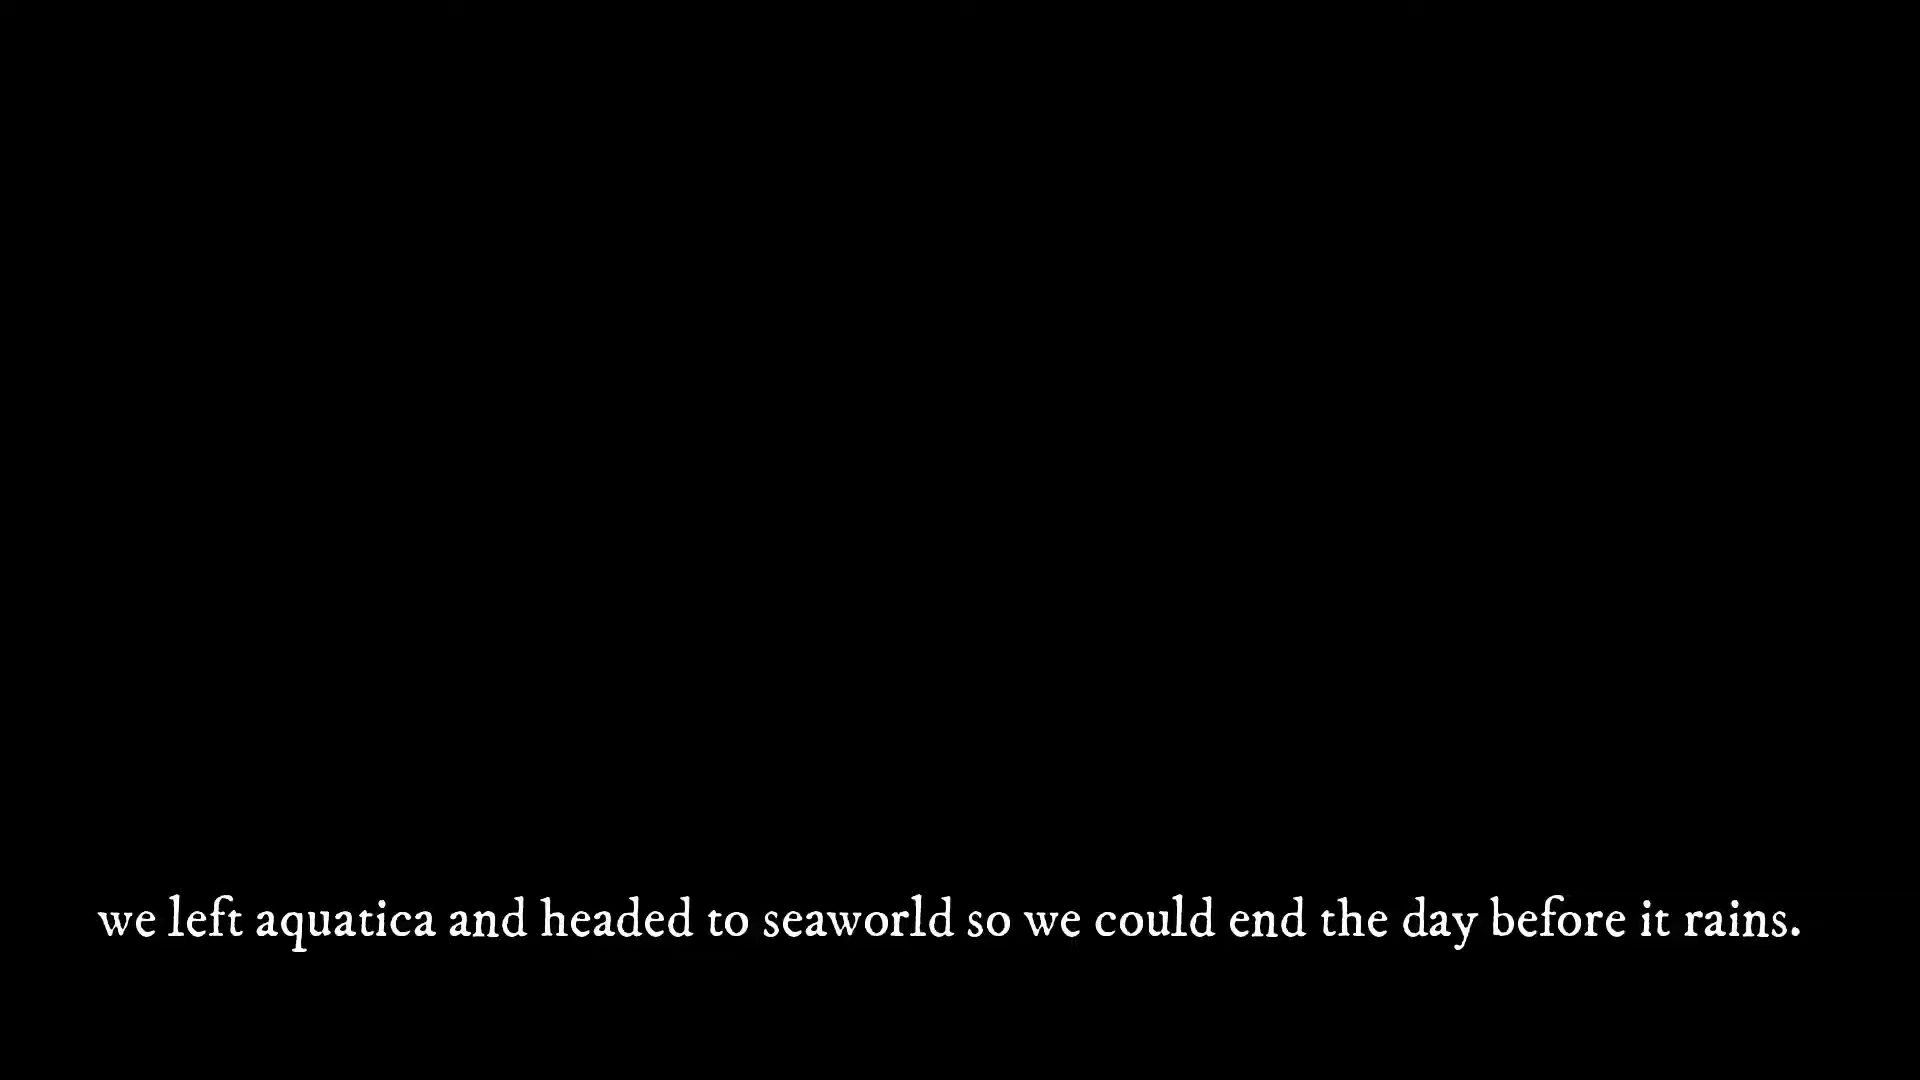 we left aquatica and headed to seaworld so we could end the day before it rains.